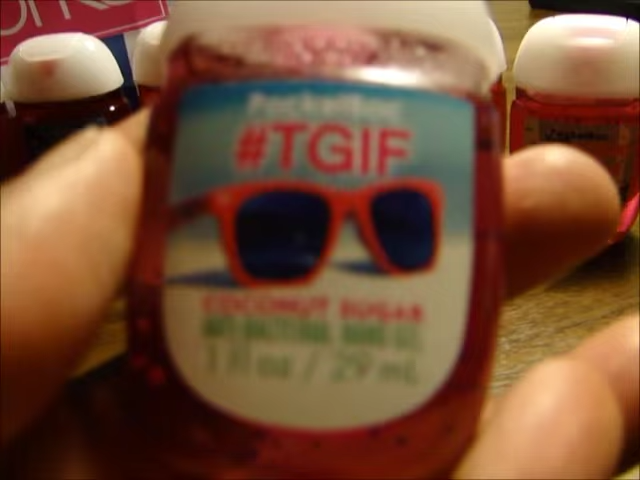 PocketBac
#TGIF
COCONUT SUGAR
ANTI-BACTERIAL HAND GEL
1 fl oz / 29 mL